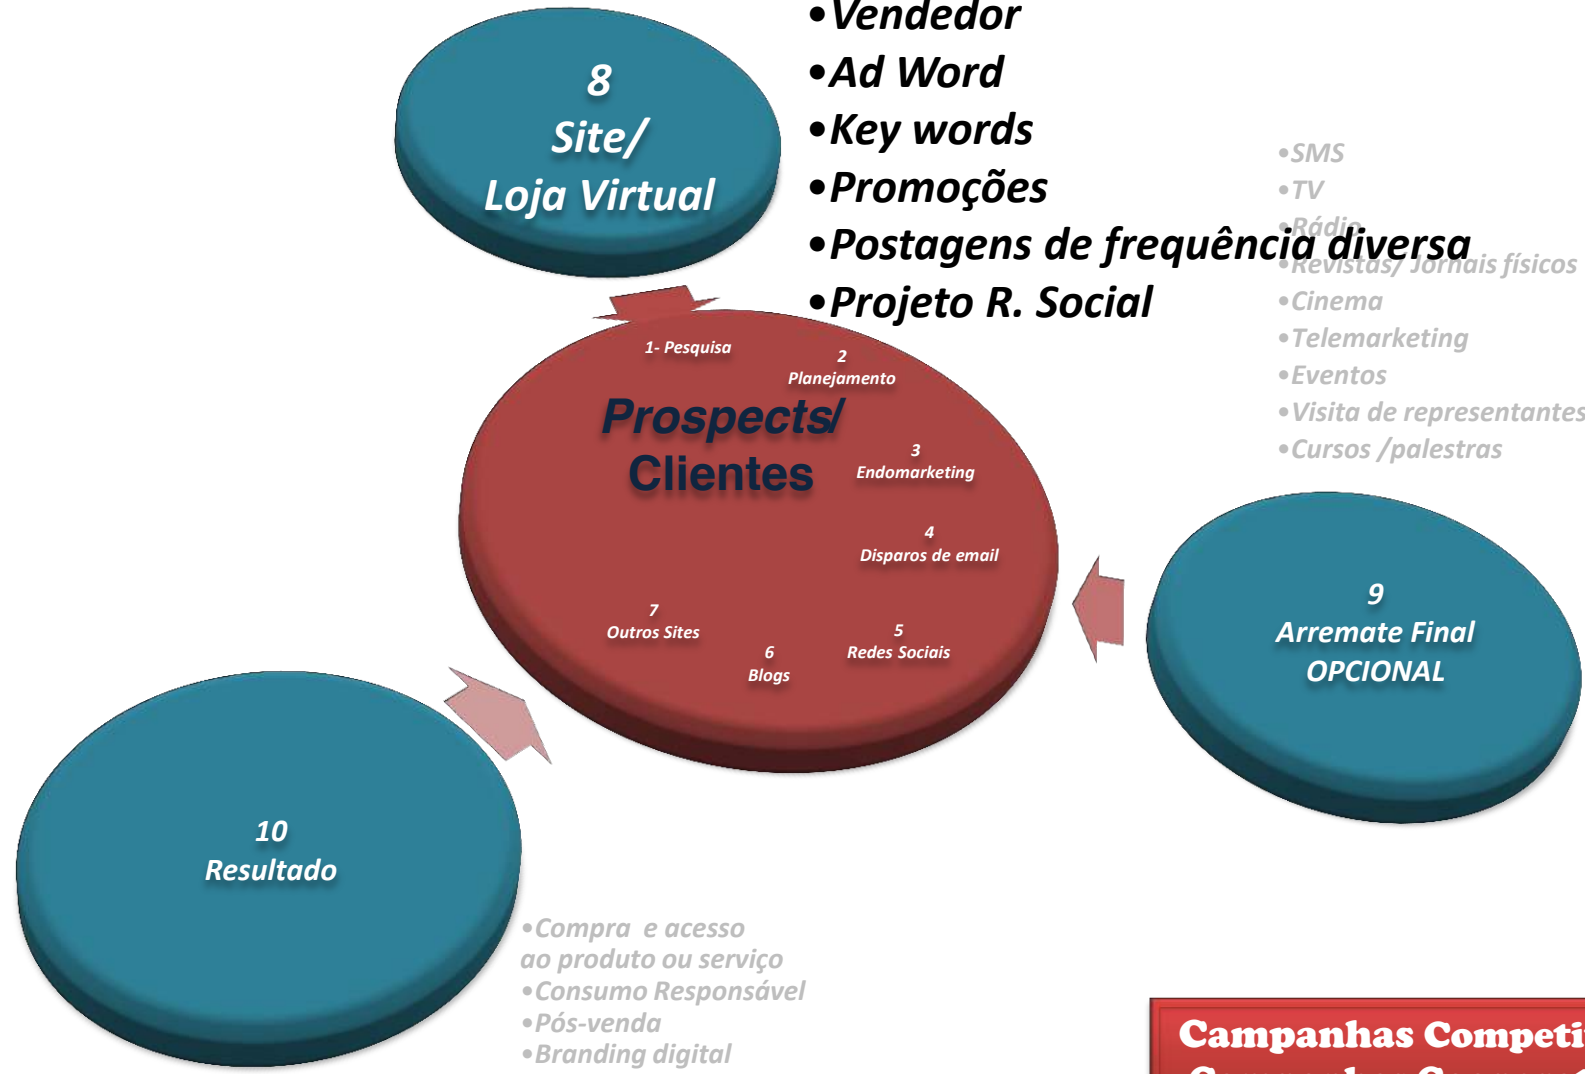 •Vendedor
•Ad Word
•Key words
•Promoções
•Postagens de frequência diversa
•Projeto R. Social
8
Site/
Loja Virtual
•SMS
•TV
•Rádio
•Revistas/ Jornais físicos
•Cinema
•Telemarketing
•Eventos
•Visita de representantes
•Cursos /palestras
1- Pesquisa
2
Planejamento
Prospects/
Clientes
3
Endomarketing
4
Disparos de email
5
Redes Sociais
6
Blogs
7
Outros Sites
9
Arremate Final
OPCIONAL
10
Resultado
•Compra e acesso
ao produto ou serviço
•Consumo Responsável
•Pós-venda
•Branding digital
Campanhas